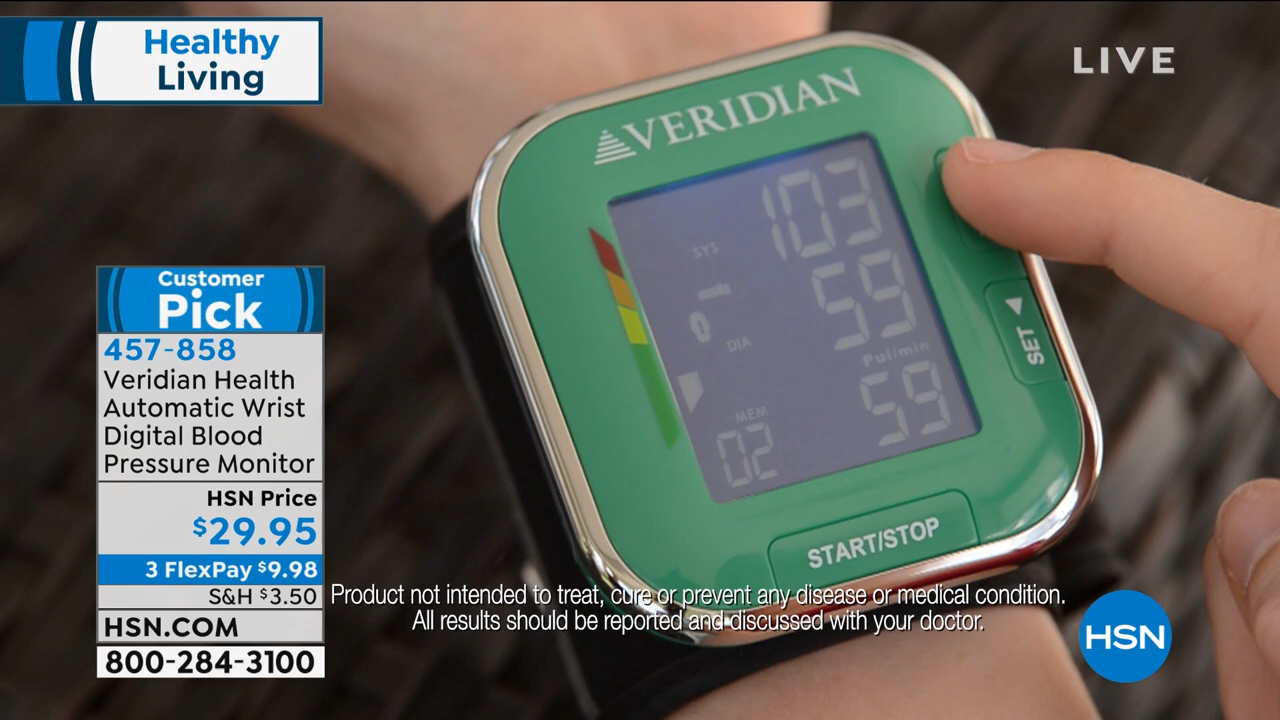 Healthy
Living
LIVE
VERIDIAN
103
SYS
59
DIA
Pul/min
59
MEM
02
SET
START/STOP
Customer
Pick
457-858
Veridian Health
Automatic Wrist
Digital Blood
Pressure Monitor
HSN Price
$29.95
3 FlexPay $9.98
S&H $3.50
HSN.COM
800-284-3100
Product not intended to treat, cure or prevent any disease or medical condition.
All results should be reported and discussed with your doctor.
HSN